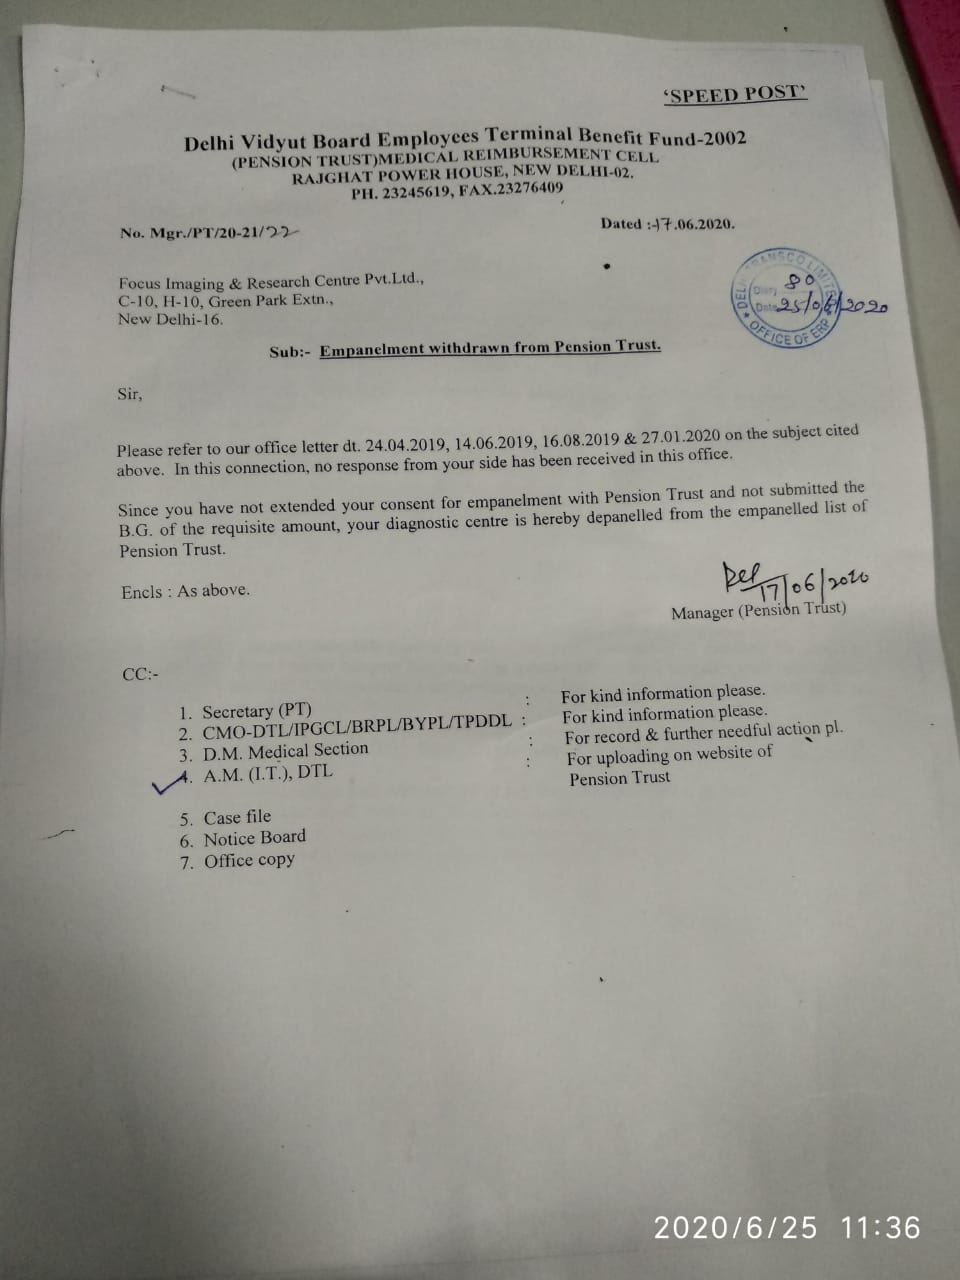 ‘SPEED POST’
Delhi Vidyut Board Employees Terminal Benefit Fund-2002
(PENSION TRUST)MEDICAL REIMBURSEMENT CELL
RAJGHAT POWER HOUSE, NEW DELHI-02.
PH. 23245619, FAX.23276409
No. Mgr./PT/20-21/22
Dated :-17.06.2020.
Focus Imaging & Research Centre Pvt.Ltd.,
C-10, H-10, Green Park Extn.,
New Delhi-16.
DELHI TRANSCO LIMITED
Diary 80
Date 25/06/2020
OFFICE OF ERP
Sub:- Empanelment withdrawn from Pension Trust.
Sir,
Please refer to our office letter dt. 24.04.2019, 14.06.2019, 16.08.2019 & 27.01.2020 on the subject cited
above. In this connection, no response from your side has been received in this office.
Since you have not extended your consent for empanelment with Pension Trust and not submitted the
B.G. of the requisite amount, your diagnostic centre is hereby depanelled from the empanelled list of
Pension Trust.
Encls : As above.
17/06/2020
Manager (Pension Trust)
CC:-
1. Secretary (PT) : For kind information please.
2. CMO-DTL/IPGCL/BRPL/BYPL/TPDDL : For kind information please.
3. D.M. Medical Section : For record & further needful action pl.
4. A.M. (I.T.), DTL : For uploading on website of
Pension Trust
5. Case file
6. Notice Board
7. Office copy
2020/6/25 11:36